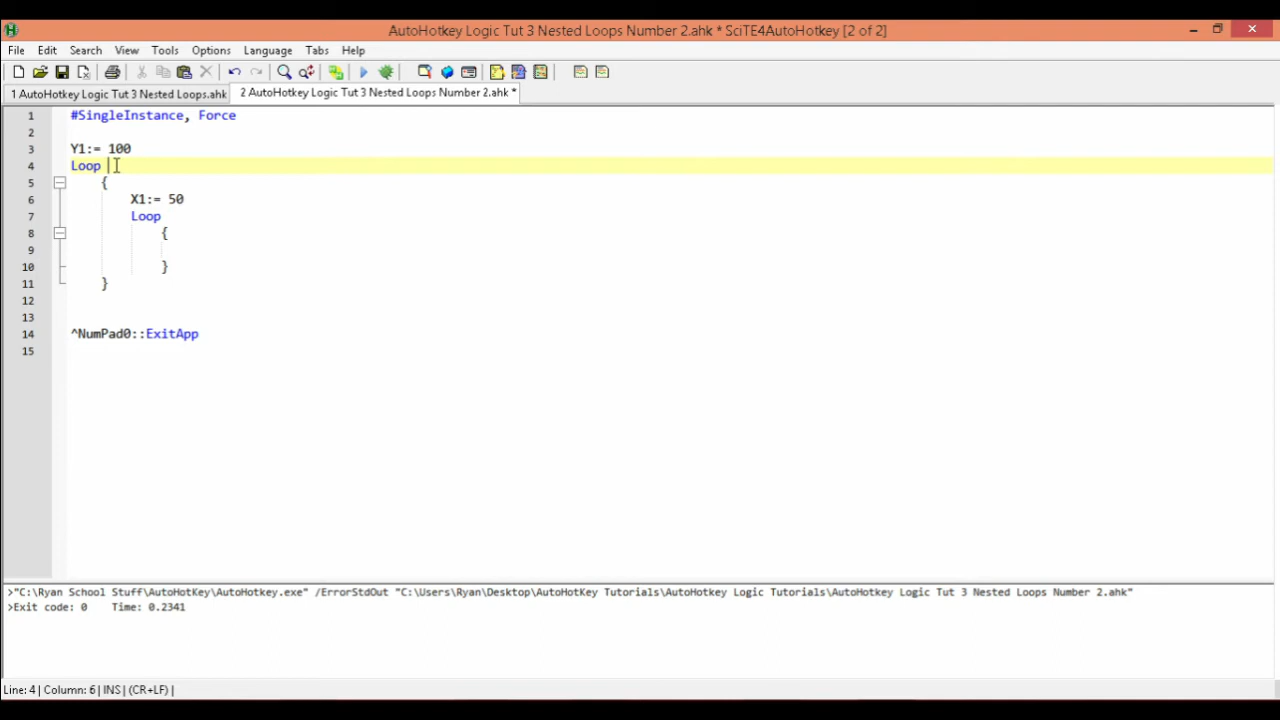 AutoHotkey Logic Tut 3 Nested Loops Number 2.ahk * SciTE4AutoHotkey [2 of 2]
File Edit Search View Tools Options Language Tabs Help
1 AutoHotkey Logic Tut 3 Nested Loops.ahk 2 AutoHotkey Logic Tut 3 Nested Loops Number 2.ahk *
1 #SingleInstance, Force
2
3 Y1:= 100
4 Loop
5 {
6 X1:= 50
7 Loop
8 {
9
10 }
11 }
12
13
14 ^NumPad0::ExitApp
15
>"C:\Ryan School Stuff\AutoHotKey\AutoHotkey.exe" /ErrorStdOut "C:\Users\Ryan\Desktop\AutoHotKey Tutorials\AutoHotkey Logic Tutorials\AutoHotkey Logic Tut 3 Nested Loops Number 2.ahk"
>Exit code: 0 Time: 0.2341
Line: 4 | Column: 6 | INS | (CR+LF) |